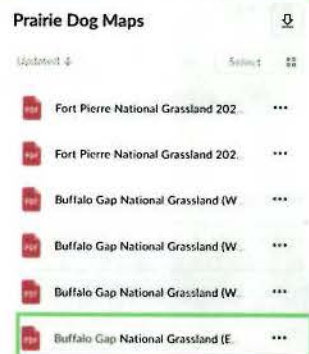 Prairie Dog Maps
Updated
Select
PDF Fort Pierre National Grassland 202...
PDF Fort Pierre National Grassland 202...
PDF Buffalo Gap National Grassland (W...
PDF Buffalo Gap National Grassland (W...
PDF Buffalo Gap National Grassland (W...
PDF Buffalo Gap National Grassland (E...